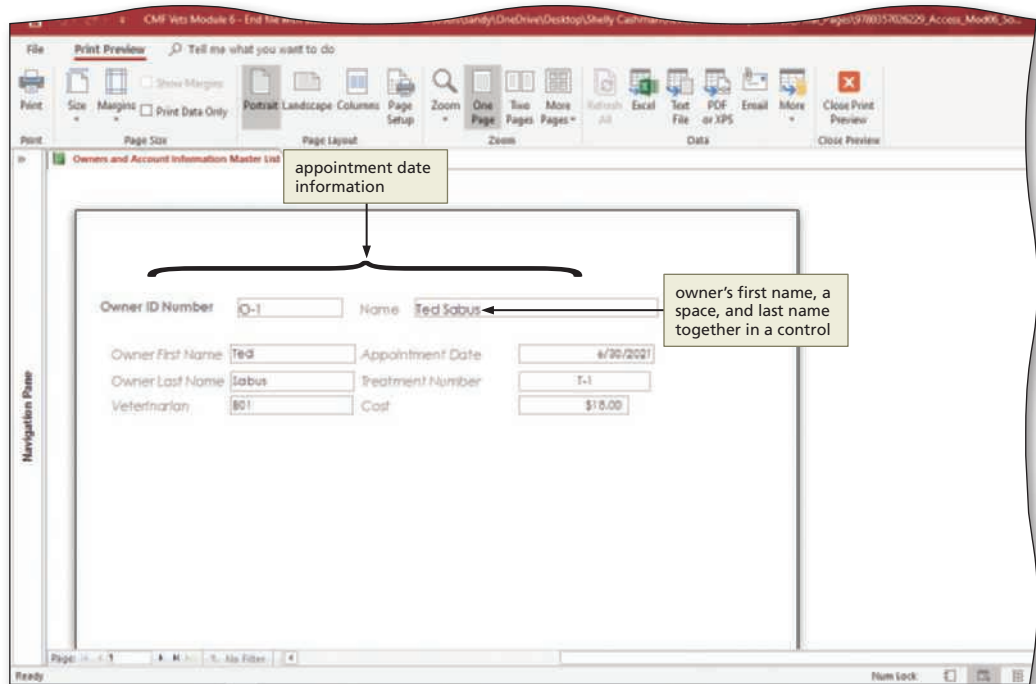 CMF Vets Module 6 - End
File Print Preview Tell me what you want to do
Print Size Margins Show Margins Print Data Only Portrait Landscape Columns Page Setup Zoom One Page Two Pages More Pages Refresh All Excel Text File PDF or XPS Email More Close Print Preview
Print Page Size Page Layout Zoom Data Close Preview
Owners and Account Information Master List
appointment date
information
Owner ID Number O-1 Name Ted Sabus
owner's first name, a
space, and last name
together in a control
Owner First Name Ted Appointment Date 6/30/2021
Owner Last Name Sabus Treatment Number T-1
Veterinarian B01 Cost $18.00
Navigation Pane
Page: 1 No Filter
Ready Num Lock